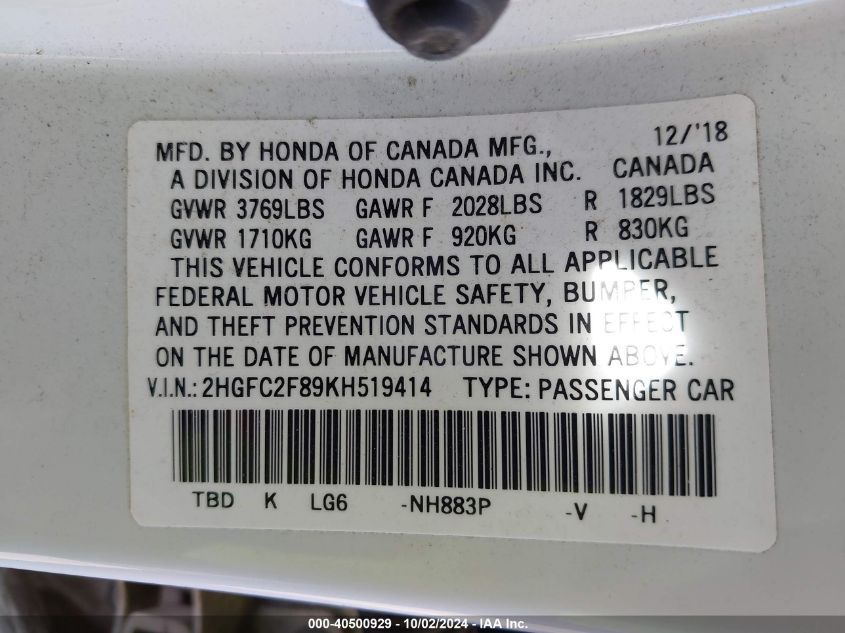 MFD. BY HONDA OF CANADA MFG., 12/'18
A DIVISION OF HONDA CANADA INC. CANADA
GVWR 3769LBS GAWR F 2028LBS R 1829LBS
GVWR 1710KG GAWR F 920KG R 830KG
THIS VEHICLE CONFORMS TO ALL APPLICABLE
FEDERAL MOTOR VEHICLE SAFETY, BUMPER,
AND THEFT PREVENTION STANDARDS IN EFFECT
ON THE DATE OF MANUFACTURE SHOWN ABOVE.
V.I.N.: 2HGFC2F89KH519414 TYPE: PASSENGER CAR
TBD K LG6 -NH883P -V -H
000-40500929 - 10/02/2024 - IAA Inc.